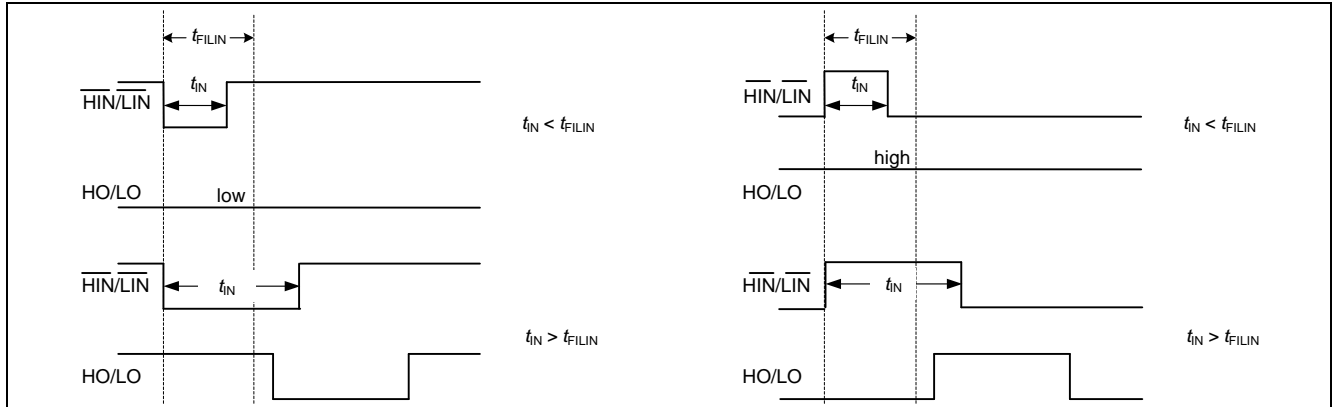 tFILIN
tIN
HIN/LIN
tIN < tFILIN
low
HO/LO
HIN/LIN
tIN
tIN > tFILIN
HO/LO
tFILIN
tIN
HIN/LIN
tIN < tFILIN
high
HO/LO
HIN/LIN
tIN
tIN > tFILIN
HO/LO